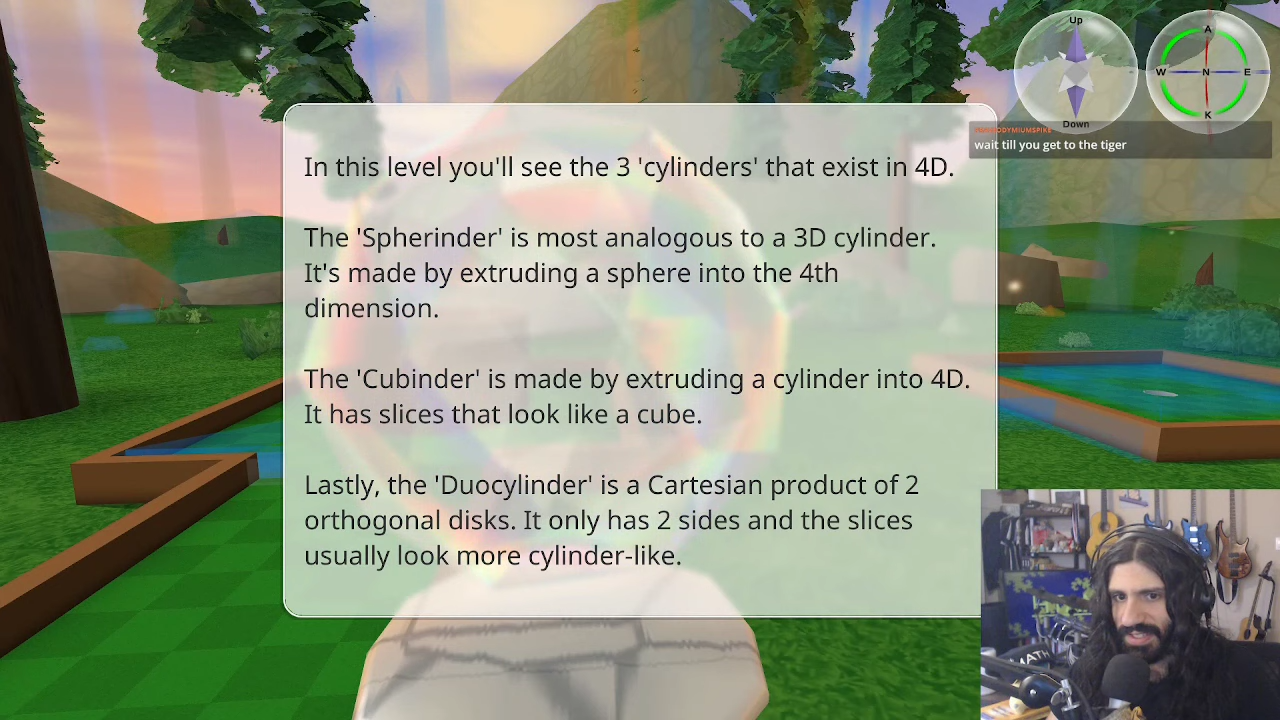 Up
Down
A
W N E
K
wait till you get to the tiger
In this level you'll see the 3 'cylinders' that exist in 4D.
The 'Spherinder' is most analogous to a 3D cylinder.
It's made by extruding a sphere into the 4th
dimension.
The 'Cubinder' is made by extruding a cylinder into 4D.
It has slices that look like a cube.
Lastly, the 'Duocylinder' is a Cartesian product of 2
orthogonal disks. It only has 2 sides and the slices
usually look more cylinder-like.
MATH